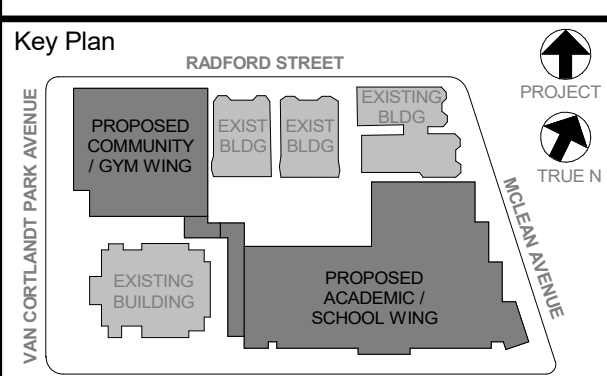 Key Plan
RADFORD STREET
PROJECT
TRUE N
VAN CORTLANDT PARK AVENUE
PROPOSED
COMMUNITY
/ GYM WING
EXIST
BLDG
EXIST
BLDG
EXISTING
BLDG
MCLEAN AVENUE
EXISTING
BUILDING
PROPOSED
ACADEMIC /
SCHOOL WING